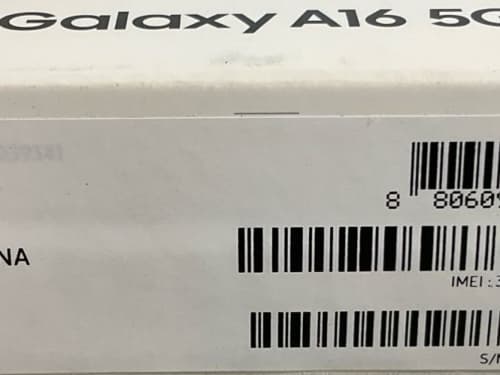 Galaxy A16 5G
8 80609
NA
IMEI : 3
S/N